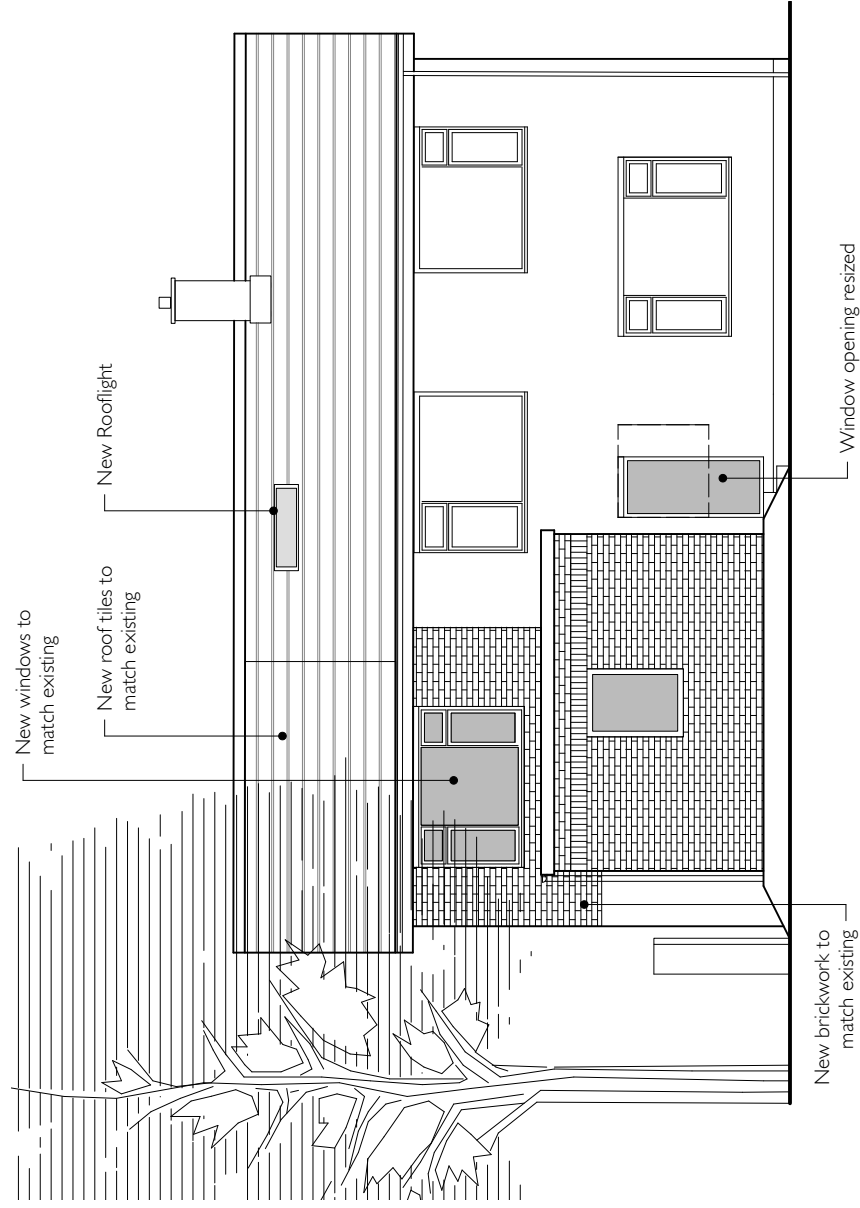 New windows to
match existing
New roof tiles to
match existing
New Rooflight
New brickwork to
match existing
Window opening resized